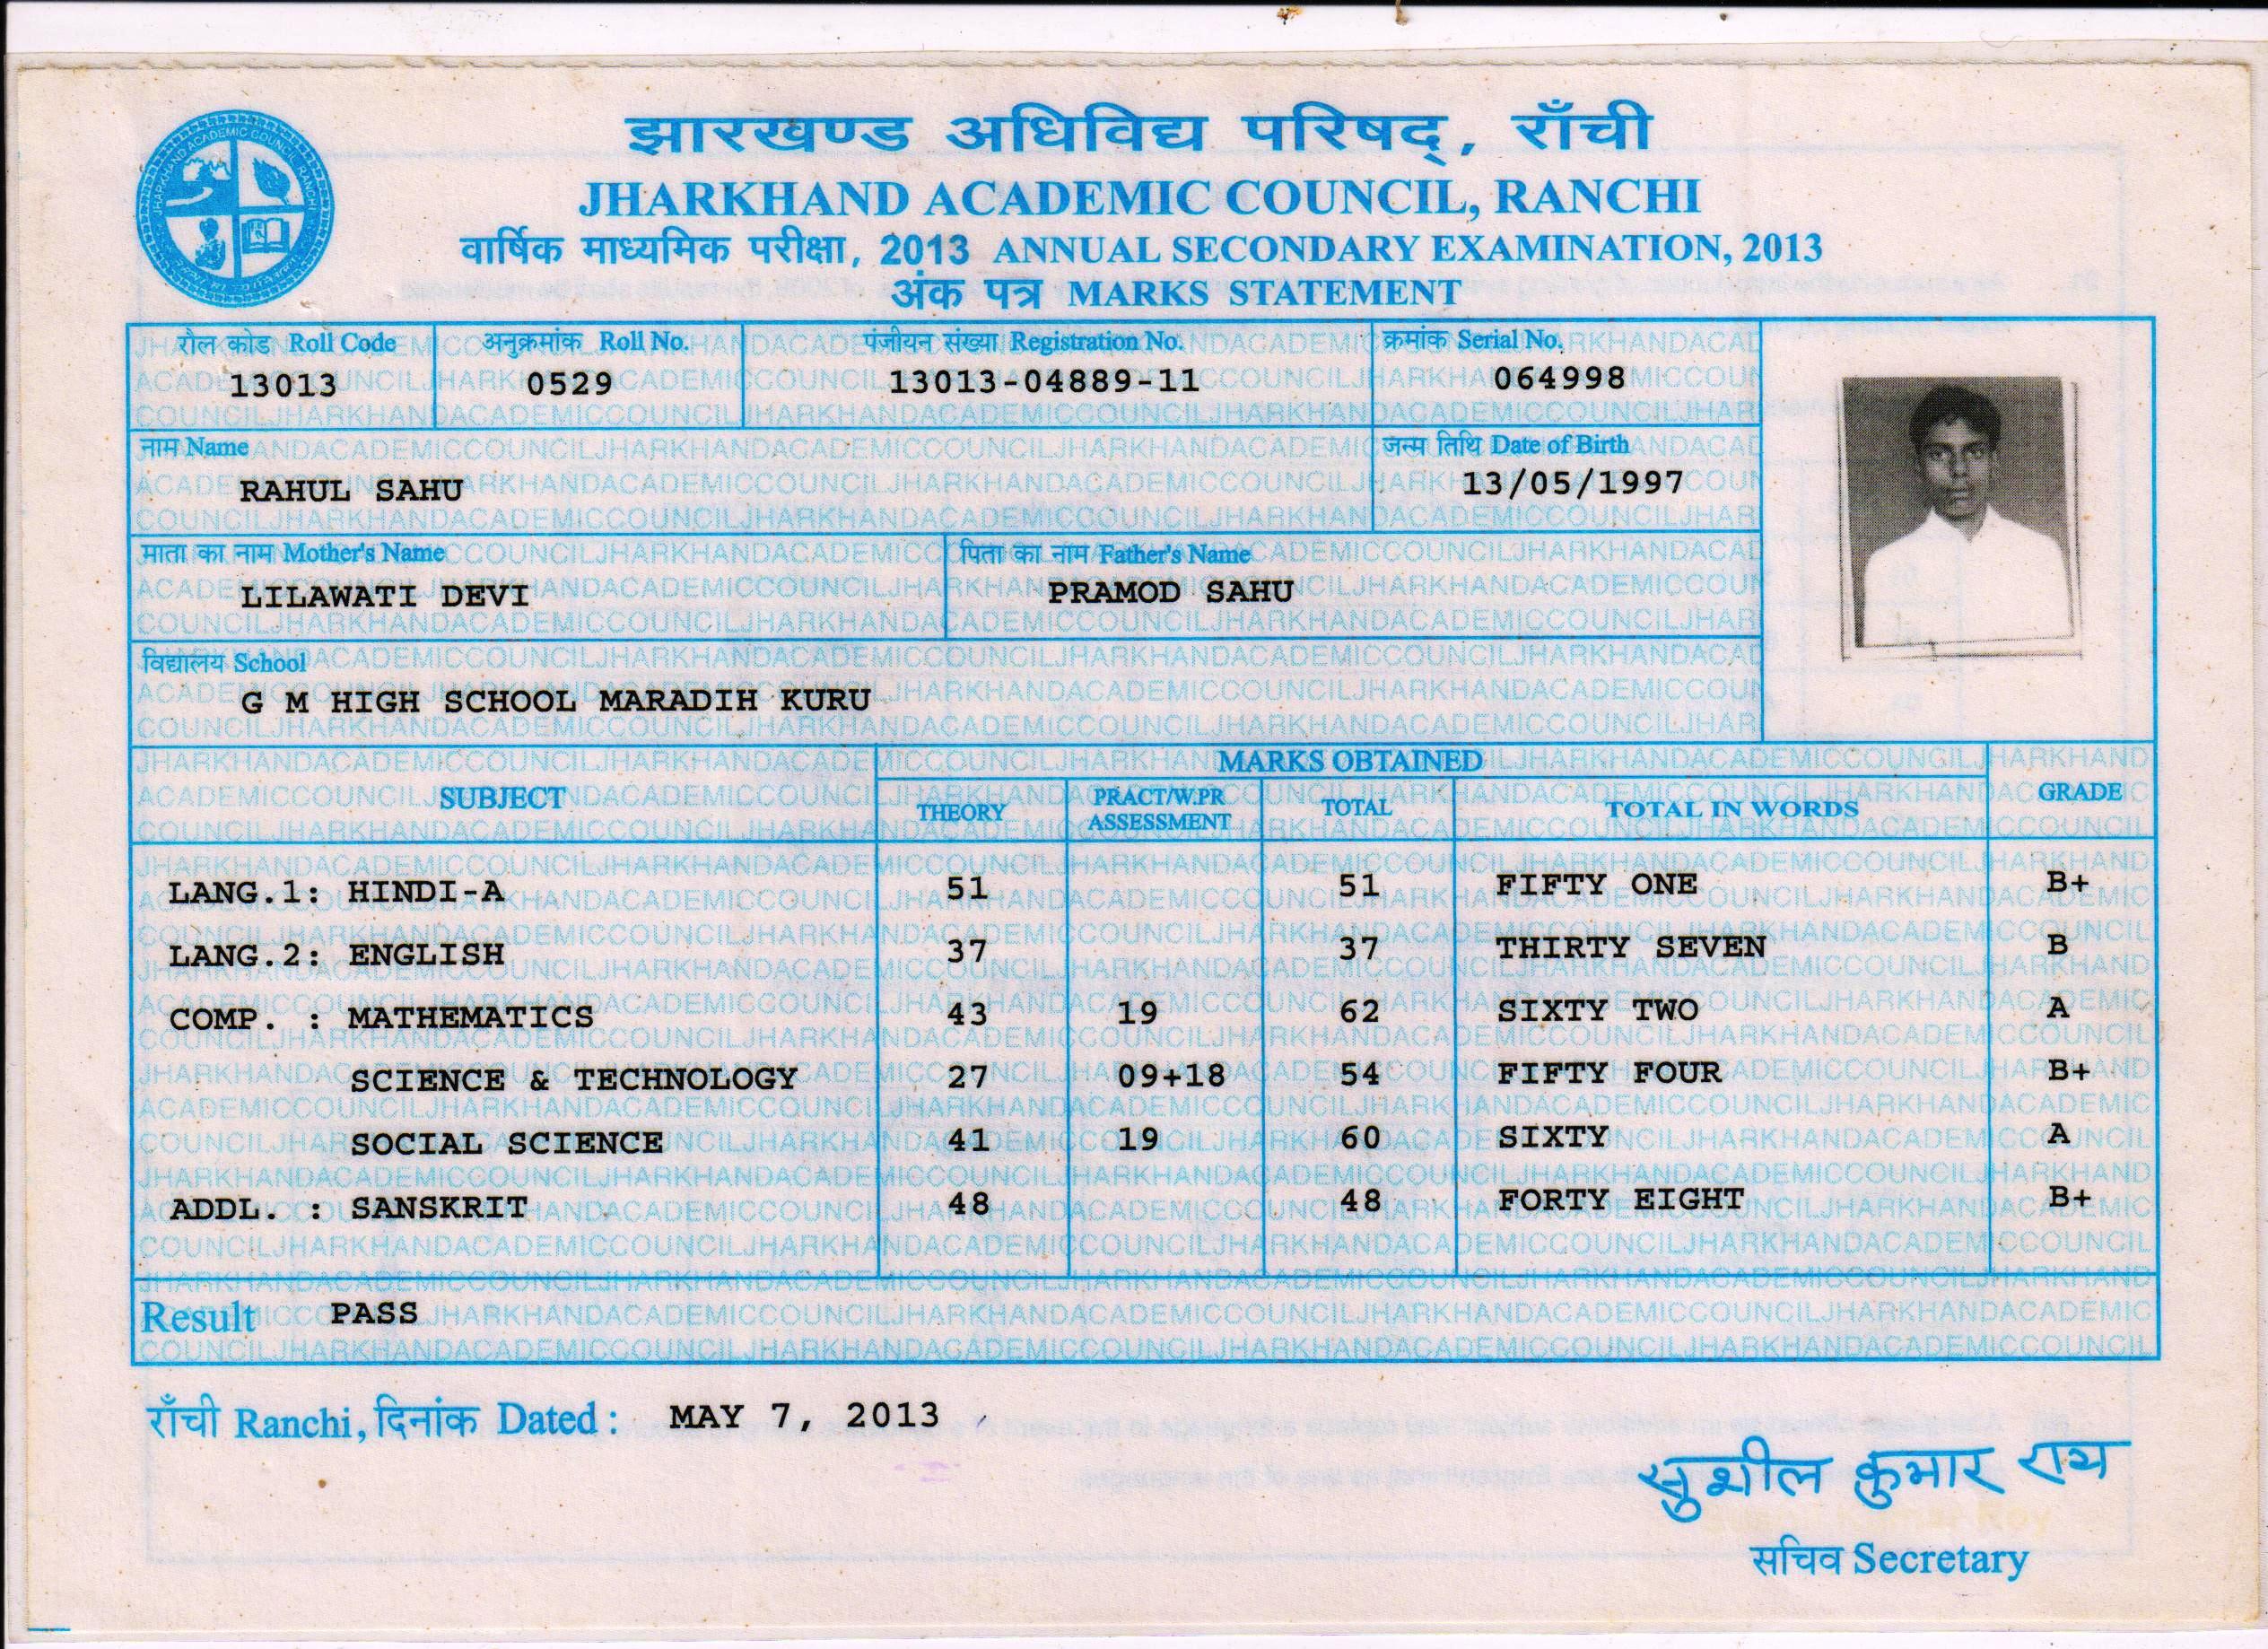 झारखण्ड अधिविद्य परिषद्, राँची
JHARKHAND ACADEMIC COUNCIL, RANCHI
वार्षिक माध्यमिक परीक्षा, 2013 ANNUAL SECONDARY EXAMINATION, 2013
अंक पत्र MARKS STATEMENT
रौल कोड Roll Code अनुक्रमांक Roll No. पंजीयन संख्या Registration No. क्रमांक Serial No.
13013 0529 13013-04889-11 064998
नाम Name जन्म तिथि Date of Birth
RAHUL SAHU 13/05/1997
माता का नाम Mother's Name पिता का नाम Father's Name
LILAWATI DEVI PRAMOD SAHU
विद्यालय School
G M HIGH SCHOOL MARADIH KURU
MARKS OBTAINED
SUBJECT THEORY PRACT/W.PR ASSESSMENT TOTAL TOTAL IN WORDS GRADE
LANG.1: HINDI-A 51 51 FIFTY ONE B+
LANG.2: ENGLISH 37 37 THIRTY SEVEN B
COMP. : MATHEMATICS 43 19 62 SIXTY TWO A
SCIENCE & TECHNOLOGY 27 09+18 54 FIFTY FOUR B+
SOCIAL SCIENCE 41 19 60 SIXTY A
ADDL. : SANSKRIT 48 48 FORTY EIGHT B+
Result PASS
राँची Ranchi, दिनांक Dated : MAY 7, 2013
सुशील कुमार राय
सचिव Secretary